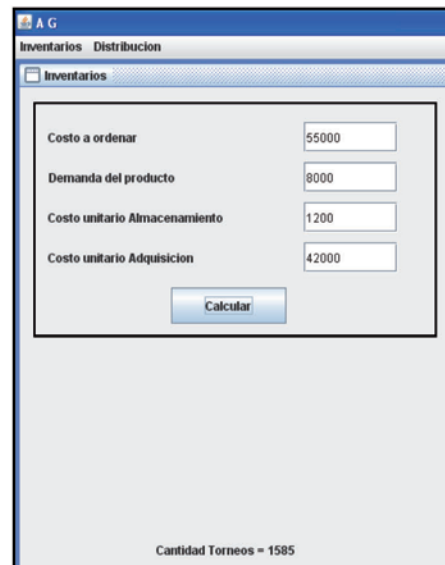 A G
Inventarios Distribucion
Inventarios
Costo a ordenar 55000
Demanda del producto 8000
Costo unitario Almacenamiento 1200
Costo unitario Adquisicion 42000
Calcular
Cantidad Torneos = 1585